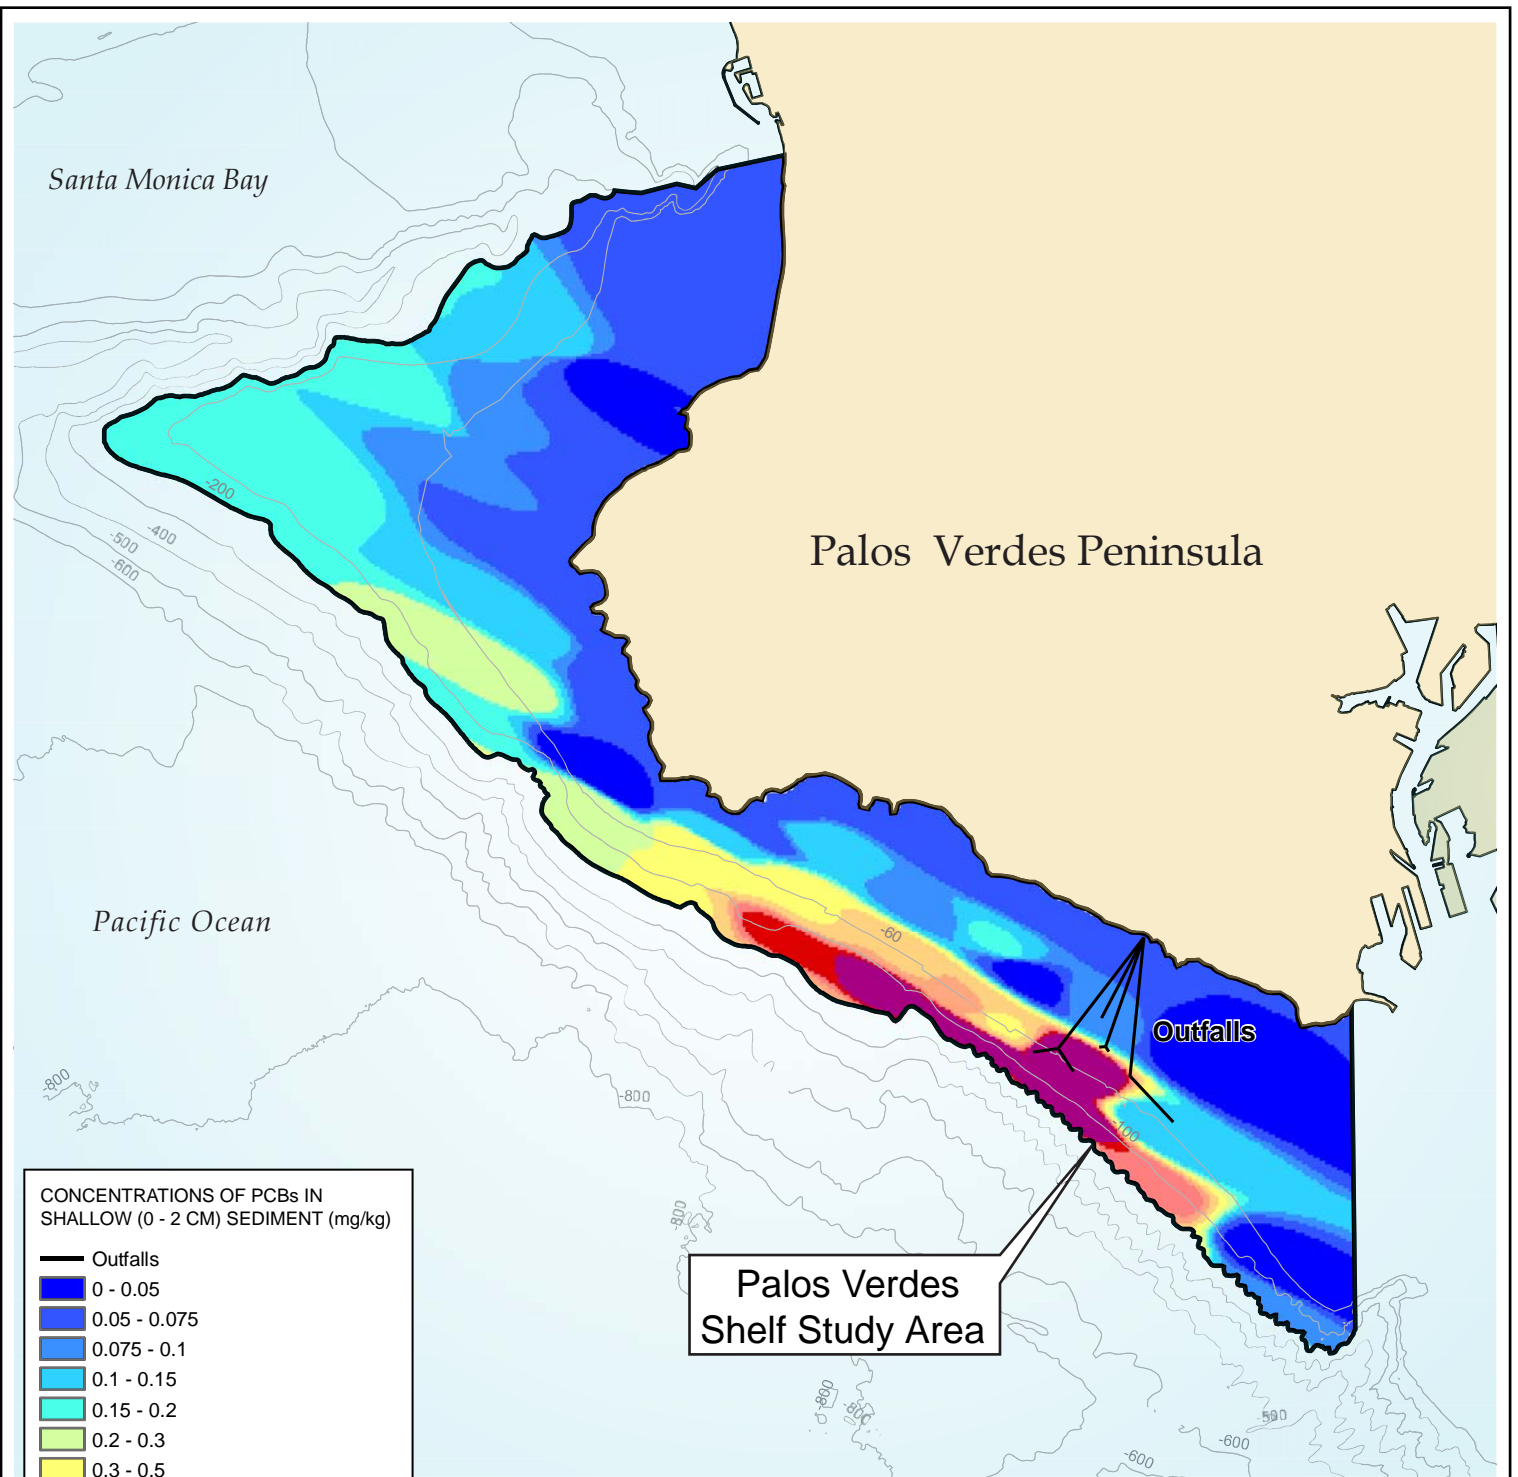 Santa Monica Bay
-200
-400
-500
-600
Palos Verdes Peninsula
Pacific Ocean
-60
Outfalls
-800
-800
-100
-800
CONCENTRATIONS OF PCBs IN
SHALLOW (0 - 2 CM) SEDIMENT (mg/kg)
Outfalls
0 - 0.05
0.05 - 0.075
0.075 - 0.1
0.1 - 0.15
0.15 - 0.2
0.2 - 0.3
0.3 - 0.5
Palos Verdes
Shelf Study Area
-800
-800
-500
-600
-600